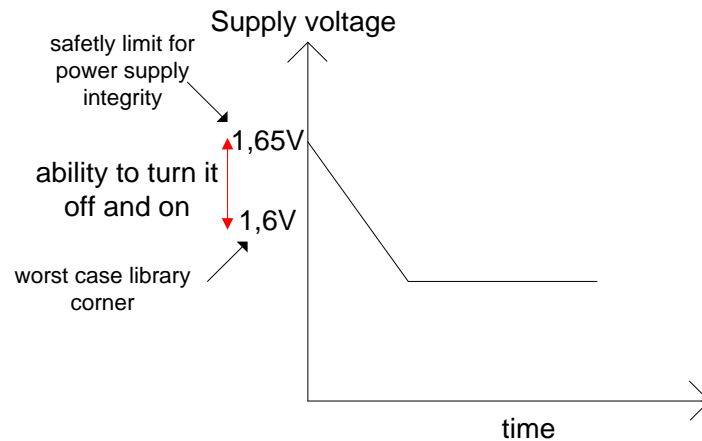 Supply voltage
safetly limit for
power supply
integrity
1,65V
ability to turn it
off and on
1,6V
worst case library
corner
time